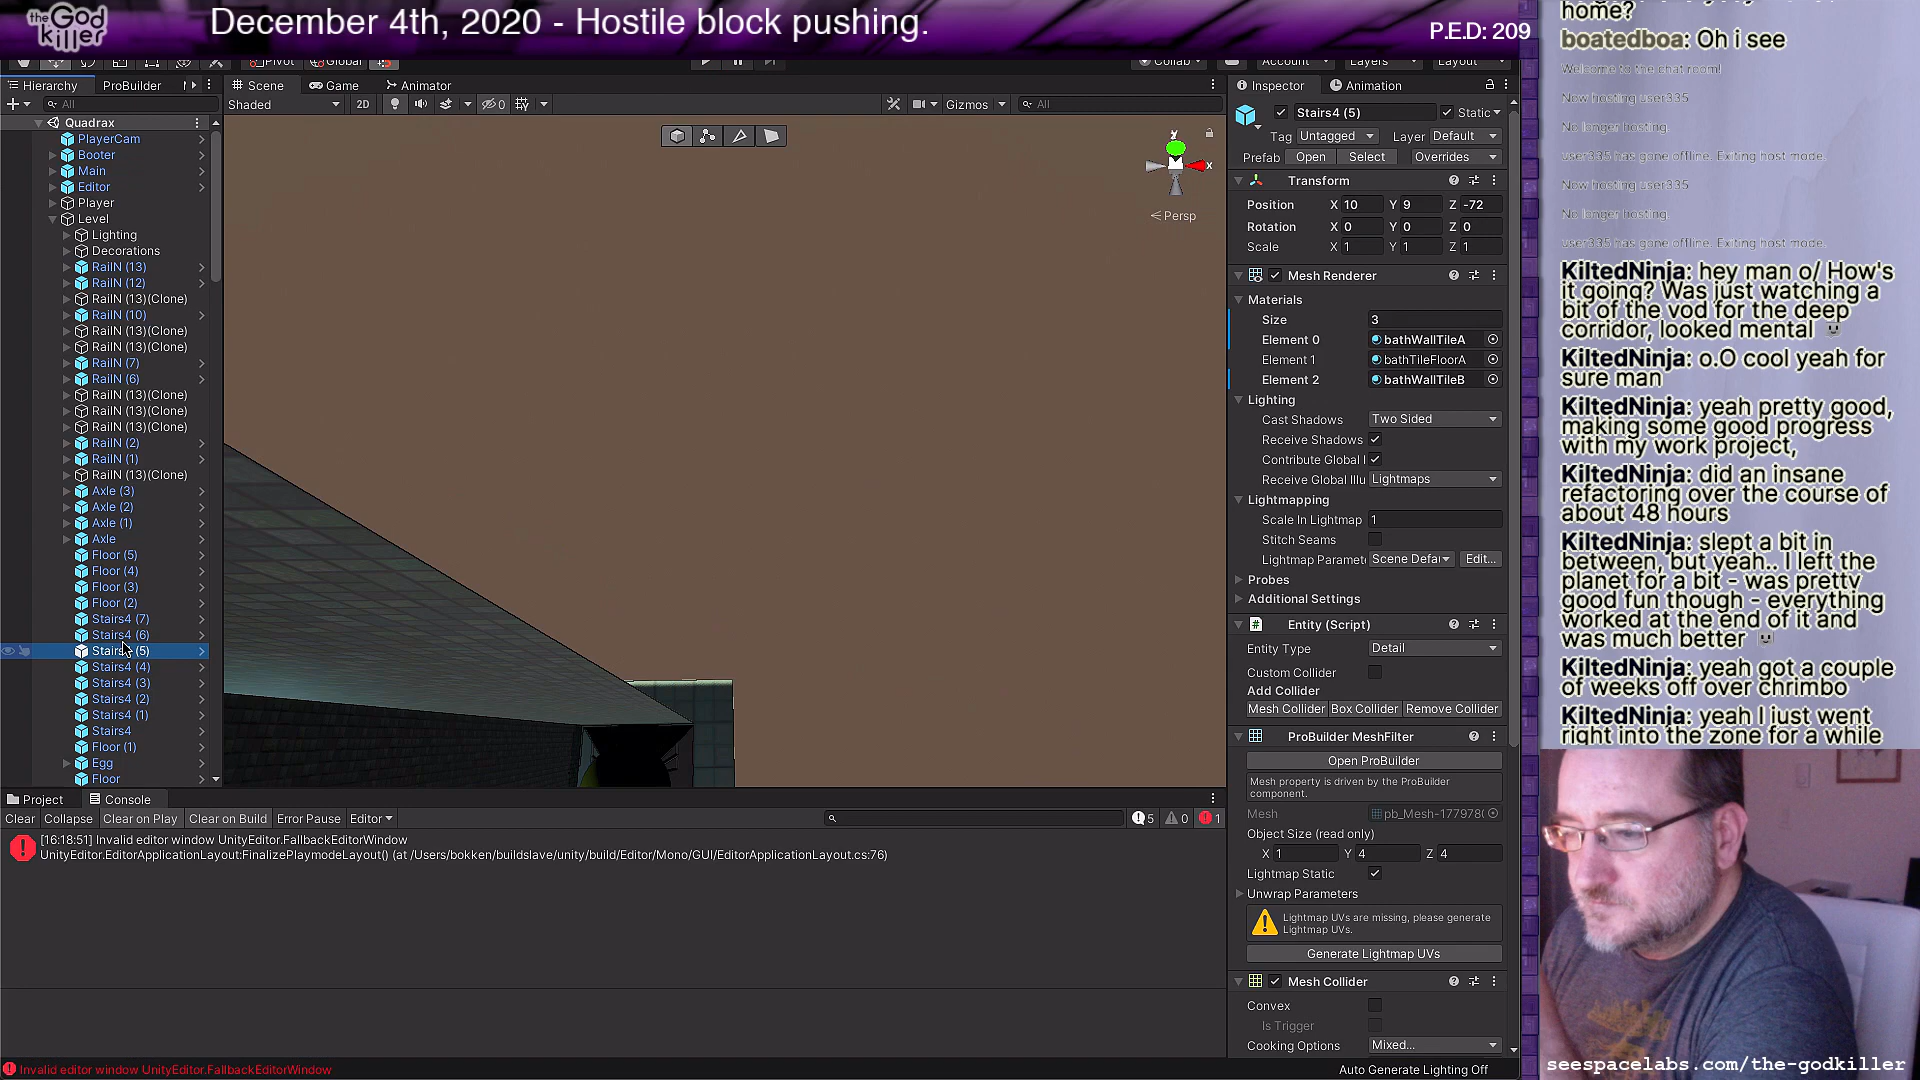 the God killer
December 4th, 2020 - Hostile block pushing.
P.E.D: 209
Pivot
Global
Collab
Account
Layers
Layout
Hierarchy
ProBuilder
Scene
Game
Animator
Inspector
Animation
All
Shaded
2D
0
Gizmos
All
Quadrax
PlayerCam
Booter
Main
Editor
Player
Level
Lighting
Decorations
RailN (13)
RailN (12)
RailN (13)(Clone)
RailN (10)
RailN (13)(Clone)
RailN (13)(Clone)
RailN (7)
RailN (6)
RailN (13)(Clone)
RailN (13)(Clone)
RailN (13)(Clone)
RailN (2)
RailN (1)
RailN (13)(Clone)
Axle (3)
Axle (2)
Axle (1)
Axle
Floor (5)
Floor (4)
Floor (3)
Floor (2)
Stairs4 (7)
Stairs4 (6)
Stairs4 (5)
Stairs4 (4)
Stairs4 (3)
Stairs4 (2)
Stairs4 (1)
Stairs4
Floor (1)
Egg
Floor
y
x
Persp
Stairs4 (5)
Static
Tag Untagged Layer Default
Prefab Open Select Overrides
Transform
Position X 10 Y 9 Z -72
Rotation X 0 Y 0 Z 0
Scale X 1 Y 1 Z 1
Mesh Renderer
Materials
Size 3
Element 0 bathWallTileA
Element 1 bathTileFloorA
Element 2 bathWallTileB
Lighting
Cast Shadows Two Sided
Receive Shadows
Contribute Global I
Receive Global Illu Lightmaps
Lightmapping
Scale In Lightmap 1
Stitch Seams
Lightmap Paramete Scene Defau Edit...
Probes
Additional Settings
Entity (Script)
Entity Type Detail
Custom Collider
Add Collider
Mesh Collider Box Collider Remove Collider
ProBuilder MeshFilter
Open ProBuilder
Mesh property is driven by the ProBuilder
component.
Mesh pb_Mesh-177978
Object Size (read only)
X 1 Y 4 Z 4
Lightmap Static
Unwrap Parameters
Lightmap UVs are missing, please generate
Lightmap UVs.
Generate Lightmap UVs
Mesh Collider
Convex
Is Trigger
Cooking Options Mixed...
Auto Generate Lighting Off
Project
Console
Clear Collapse Clear on Play Clear on Build Error Pause Editor
5 0 1
[16:18:51] Invalid editor window UnityEditor.FallbackEditorWindow
UnityEditor.EditorApplicationLayout:FinalizePlaymodeLayout() (at /Users/bokken/buildslave/unity/build/Editor/Mono/GUI/EditorApplicationLayout.cs:76)
Invalid editor window UnityEditor.FallbackEditorWindow
home?
boatedboa: Oh i see
Welcome to the chat room!
Now hosting user335
No longer hosting.
user335 has gone offline. Exiting host mode.
Now hosting user335
No longer hosting.
user335 has gone offline. Exiting host mode.
KiltedNinja: hey man o/ How's
it going? Was just watching a
bit of the vod for the deep
corridor, looked mental
KiltedNinja: o.O cool yeah for
sure man
KiltedNinja: yeah pretty good,
making some good progress
with my work project,
KiltedNinja: did an insane
refactoring over the course of
about 48 hours
KiltedNinja: slept a bit in
between, but yeah.. I left the
planet for a bit - was pretty
good fun though - everything
worked at the end of it and
was much better
KiltedNinja: yeah got a couple
of weeks off over chrimbo
KiltedNinja: yeah I just went
right into the zone for a while
seespacelabs.com/the-godkiller